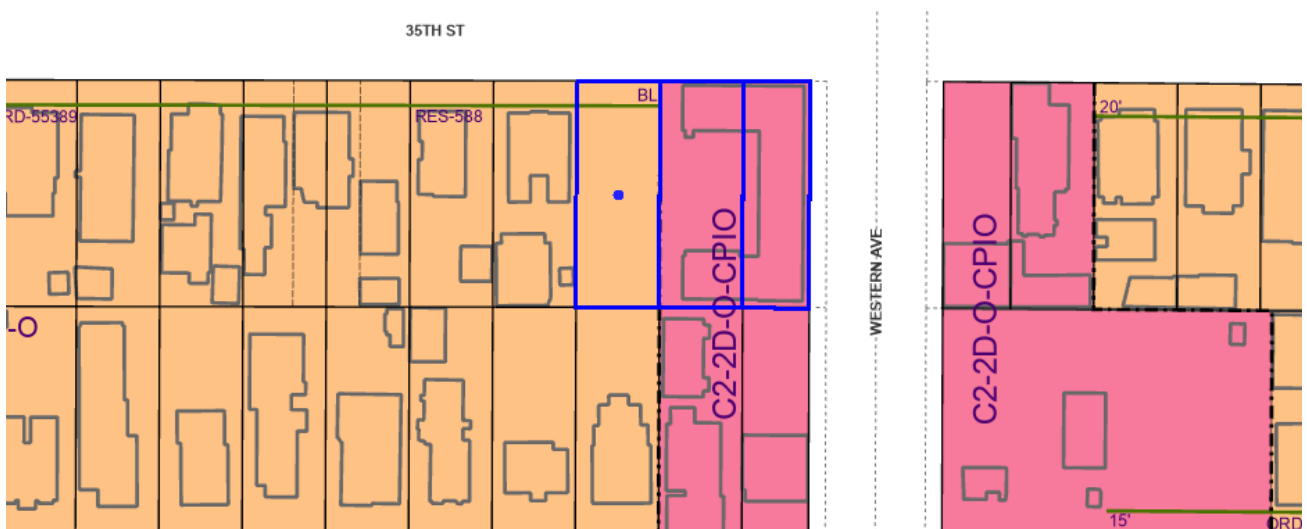 35TH ST
BL
RD-55389
RES-588
20'
C2-2D-O-CPIO
WESTERN AVE
C2-2D-O-CPIO
-O
15'
ORD